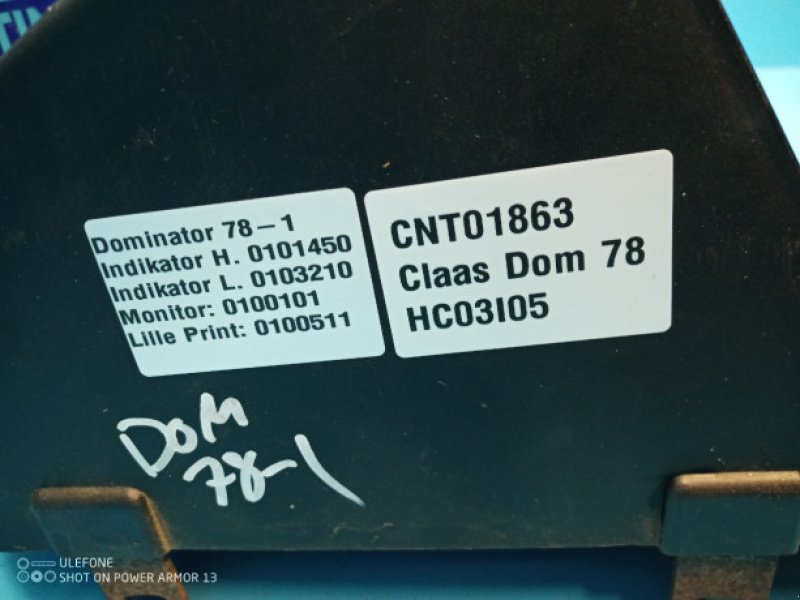 Dominator 78-1
Indikator H. 0101450
Indikator L. 0103210
Monitor: 0100101
Lille Print: 0100511
CNT01863
Claas Dom 78
HC03I05
DOM
78-1
ULEFONE
SHOT ON POWER ARMOR 13